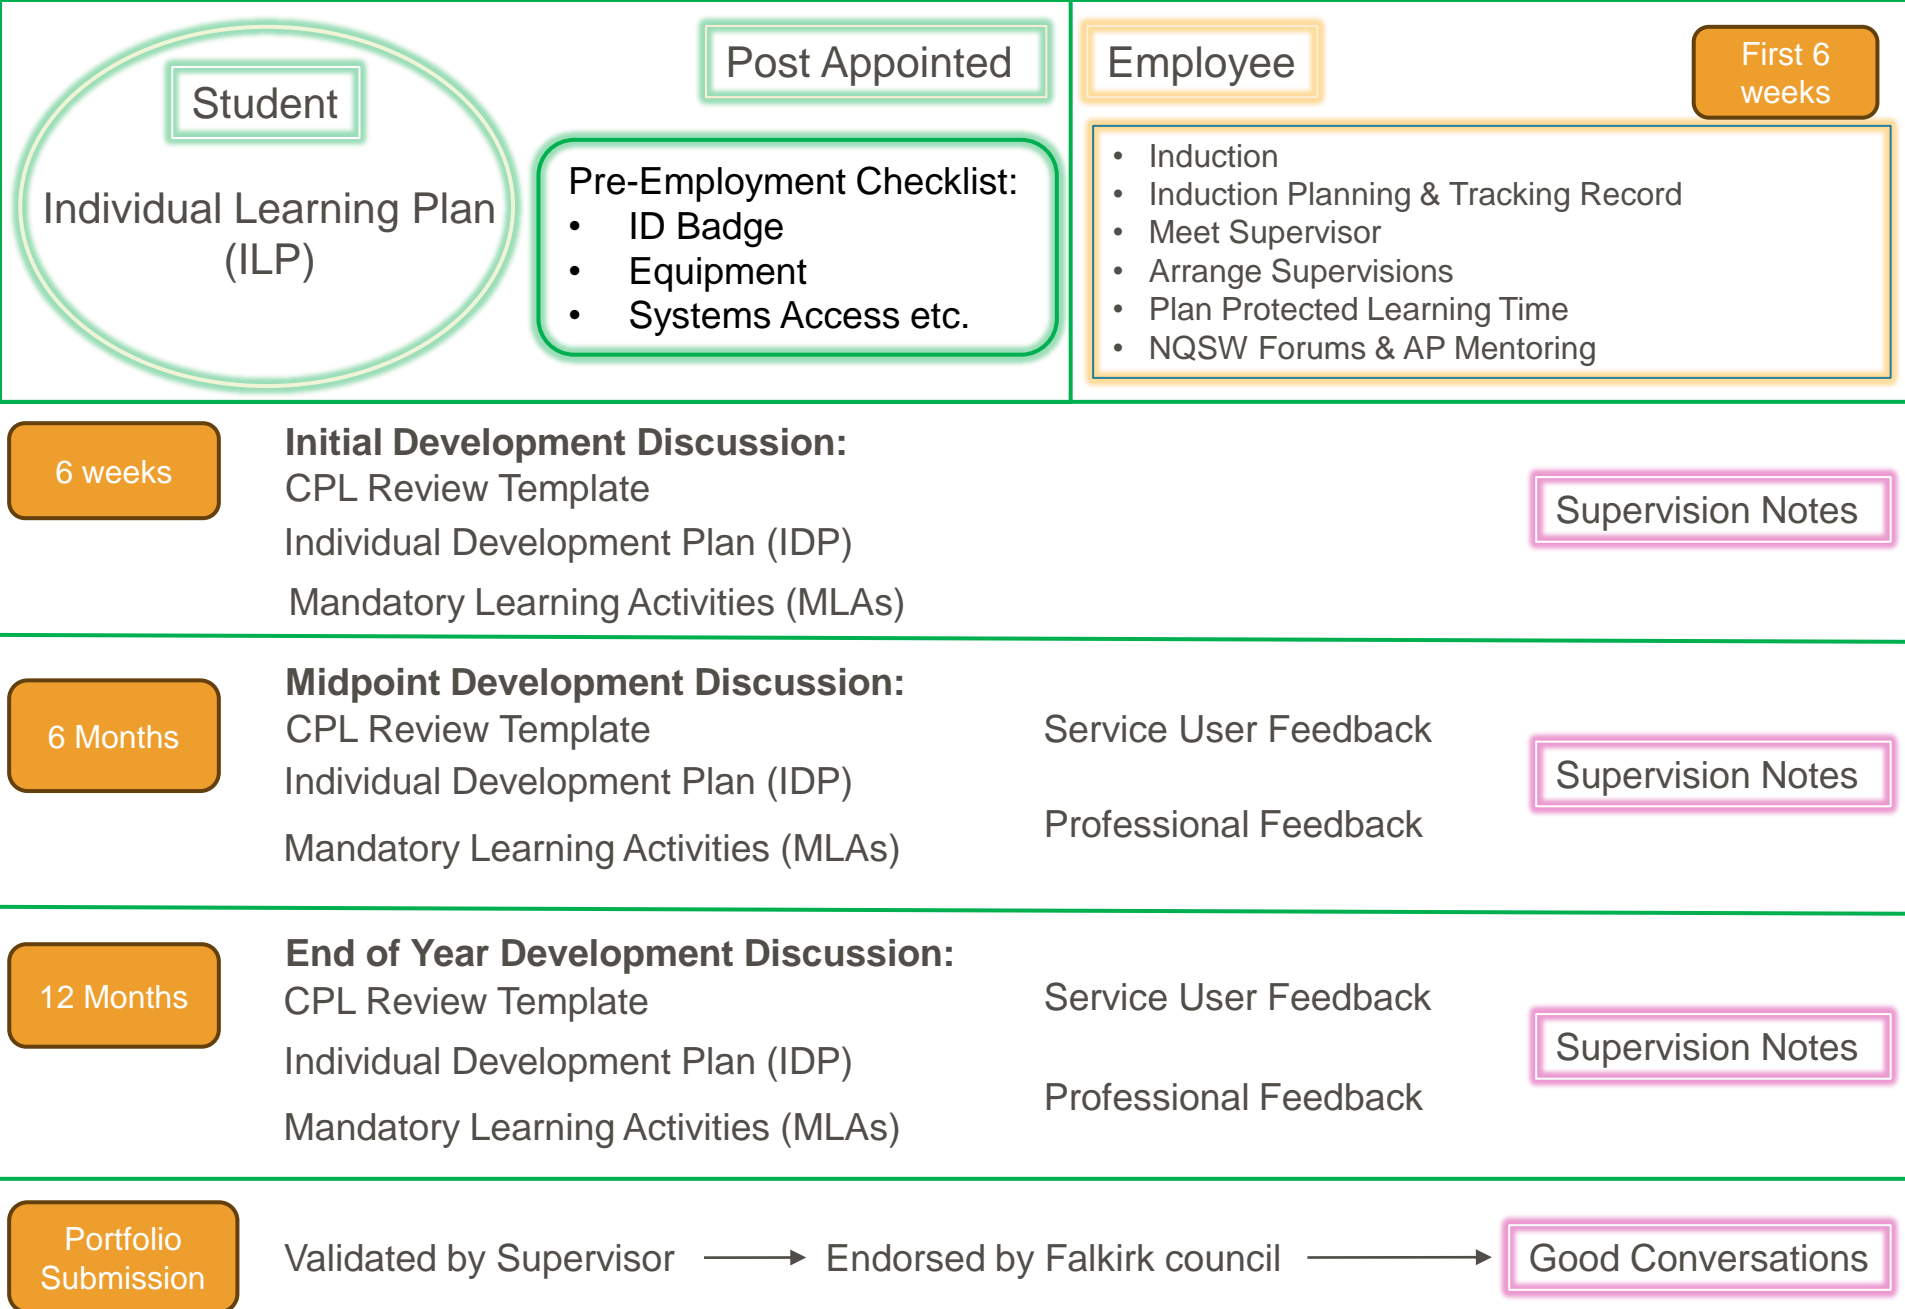 Student
Individual Learning Plan
(ILP)
Post Appointed
Pre-Employment Checklist:
• ID Badge
• Equipment
• Systems Access etc.
Employee
First 6
weeks
• Induction
• Induction Planning & Tracking Record
• Meet Supervisor
• Arrange Supervisions
• Plan Protected Learning Time
• NQSW Forums & AP Mentoring
6 weeks
Initial Development Discussion:
CPL Review Template
Individual Development Plan (IDP)
Mandatory Learning Activities (MLAs)
Supervision Notes
6 Months
Midpoint Development Discussion:
CPL Review Template
Individual Development Plan (IDP)
Mandatory Learning Activities (MLAs)
Service User Feedback
Professional Feedback
Supervision Notes
12 Months
End of Year Development Discussion:
CPL Review Template
Individual Development Plan (IDP)
Mandatory Learning Activities (MLAs)
Service User Feedback
Professional Feedback
Supervision Notes
Portfolio
Submission
Validated by Supervisor
Endorsed by Falkirk council
Good Conversations